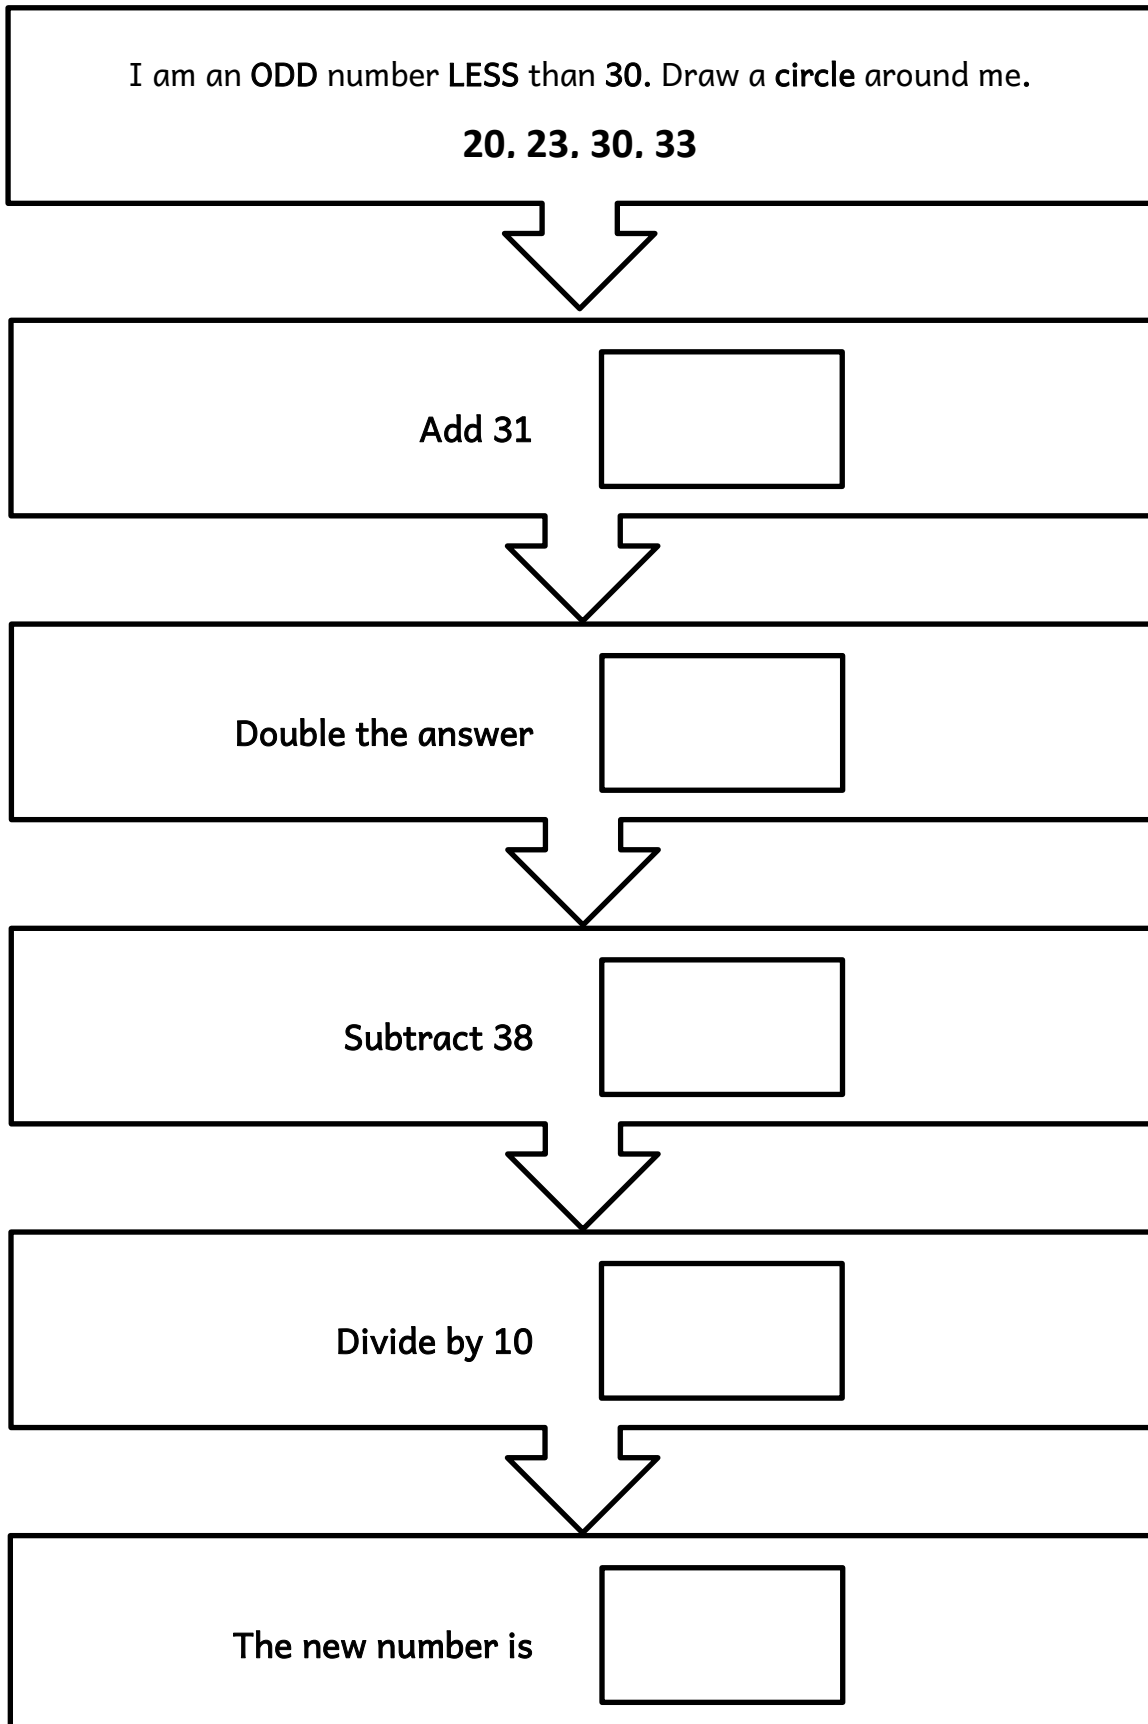 I am an ODD number LESS than 30. Draw a circle around me.
20, 23, 30, 33
Add 31
Double the answer
Subtract 38
Divide by 10
The new number is